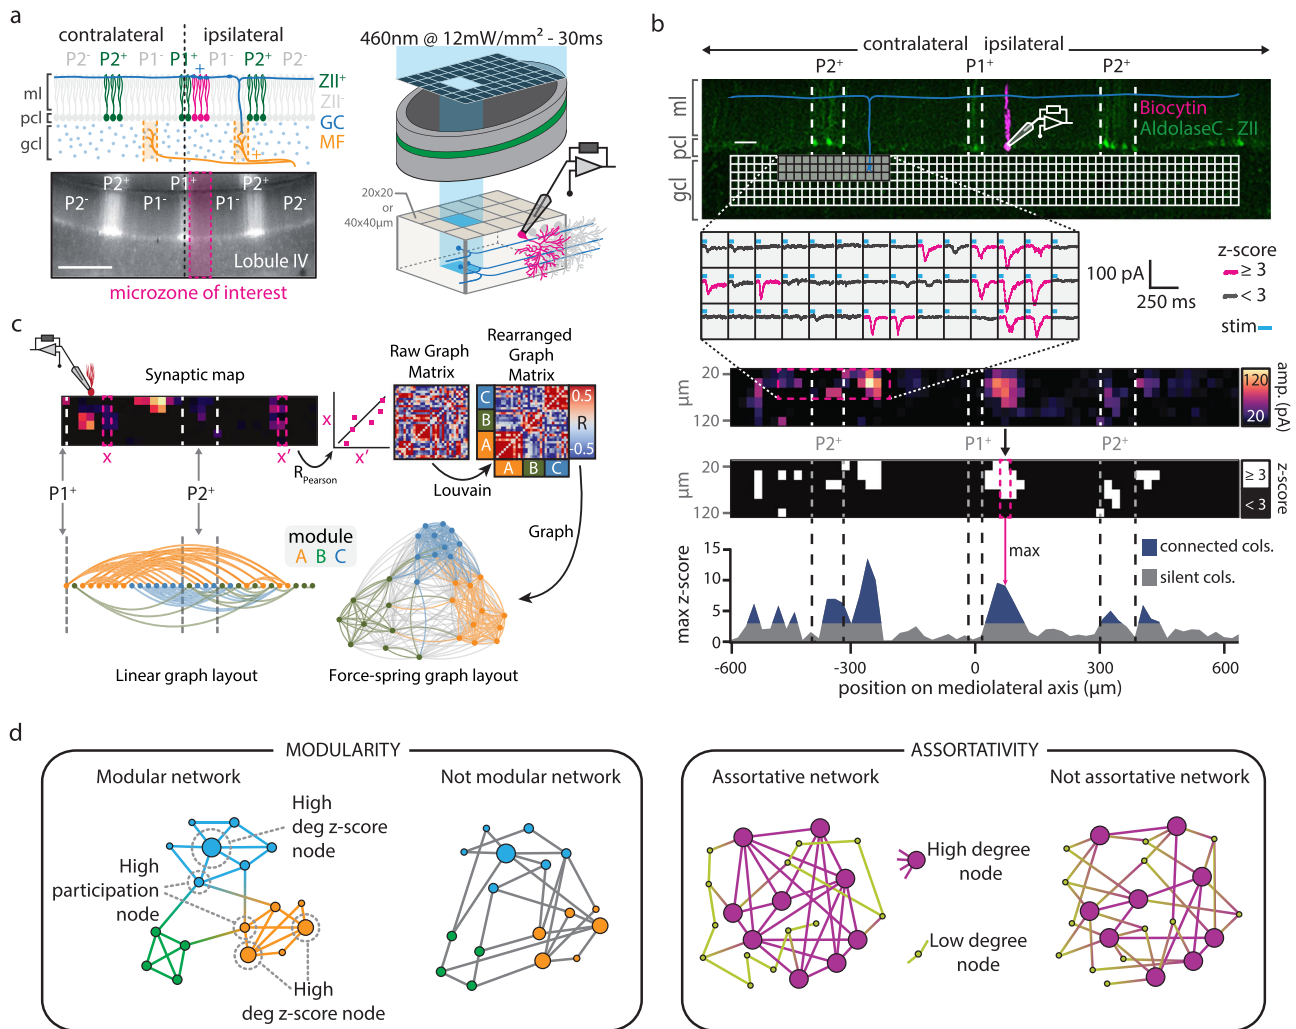 a
contralateral
ipsilateral
P2⁻ P2⁺ P1⁻ P1⁺ P1⁻ P2⁺ P2⁻
+
ml
pcl
gcl
ZII⁺
ZII⁻
GC
MF
+
P2⁺ P1⁺ P2⁺
P2⁻ P1⁻ P1⁻ P2⁻
Lobule IV
microzone of interest
460nm @ 12mW/mm² - 30ms
20x20
or
40x40µm
b
contralateral ipsilateral
P2⁺ P1⁺ P2⁺
ml
pcl
gcl
Biocytin
AldolaseC - ZII
100 pA
250 ms
z-score
≥ 3
< 3
stim
µm
20
120
120
20
amp. (pA)
P2⁺ P1⁺ P2⁺
µm
20
120
≥ 3
< 3
z-score
max
connected cols.
silent cols.
max z-score
15
10
5
0
-600 -300 0 300 600
position on mediolateral axis (µm)
c
Synaptic map
x x'
P1⁺ P2⁺
x
x'
R Pearson
Raw Graph
Matrix
Louvain
Rearranged
Graph
Matrix
C
B
A
A B C
0.5
R
-0.5
Graph
module
A B C
Linear graph layout
Force-spring graph layout
d
MODULARITY
Modular network
Not modular network
High
deg z-score
node
High
participation
node
High
deg z-score node
ASSORTATIVITY
Assortative network
Not assortative network
High degree
node
Low degree
node